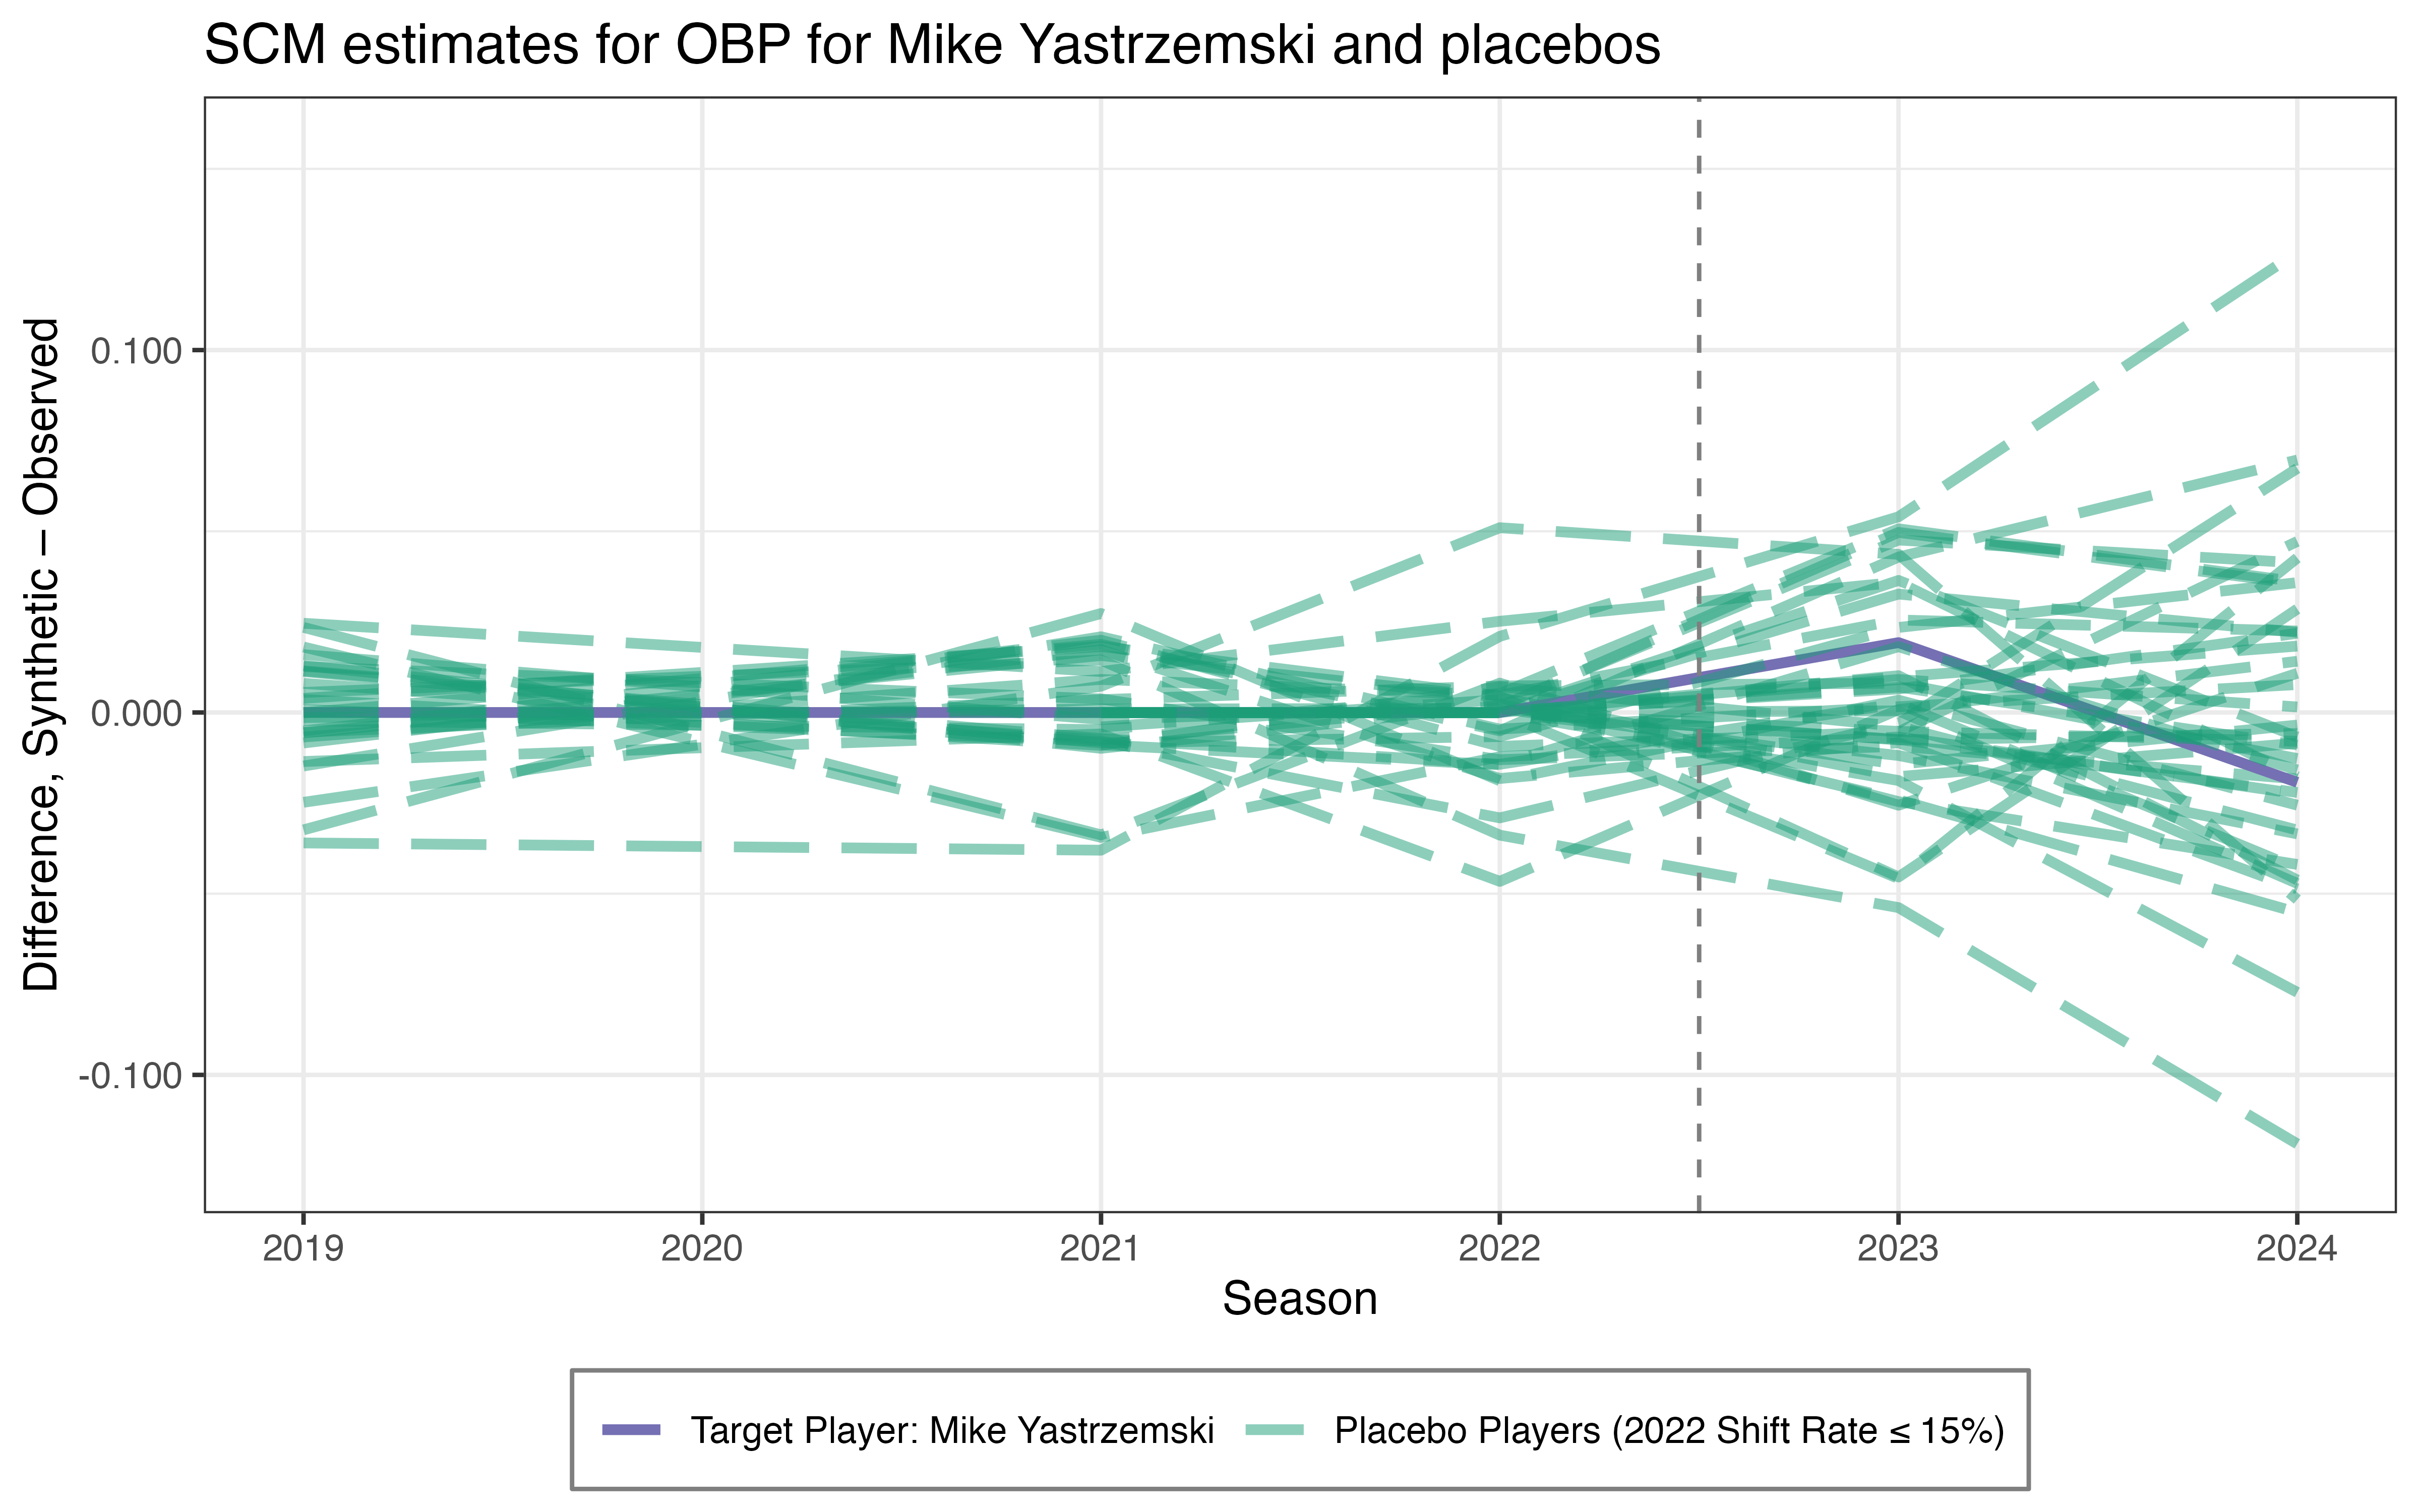 SCM estimates for OBP for Mike Yastrzemski and placebos
Difference, Synthetic – Observed
0.100
0.000
-0.100
2019 2020 2021 2022 2023 2024
Season
Target Player: Mike Yastrzemski Placebo Players (2022 Shift Rate ≤ 15%)